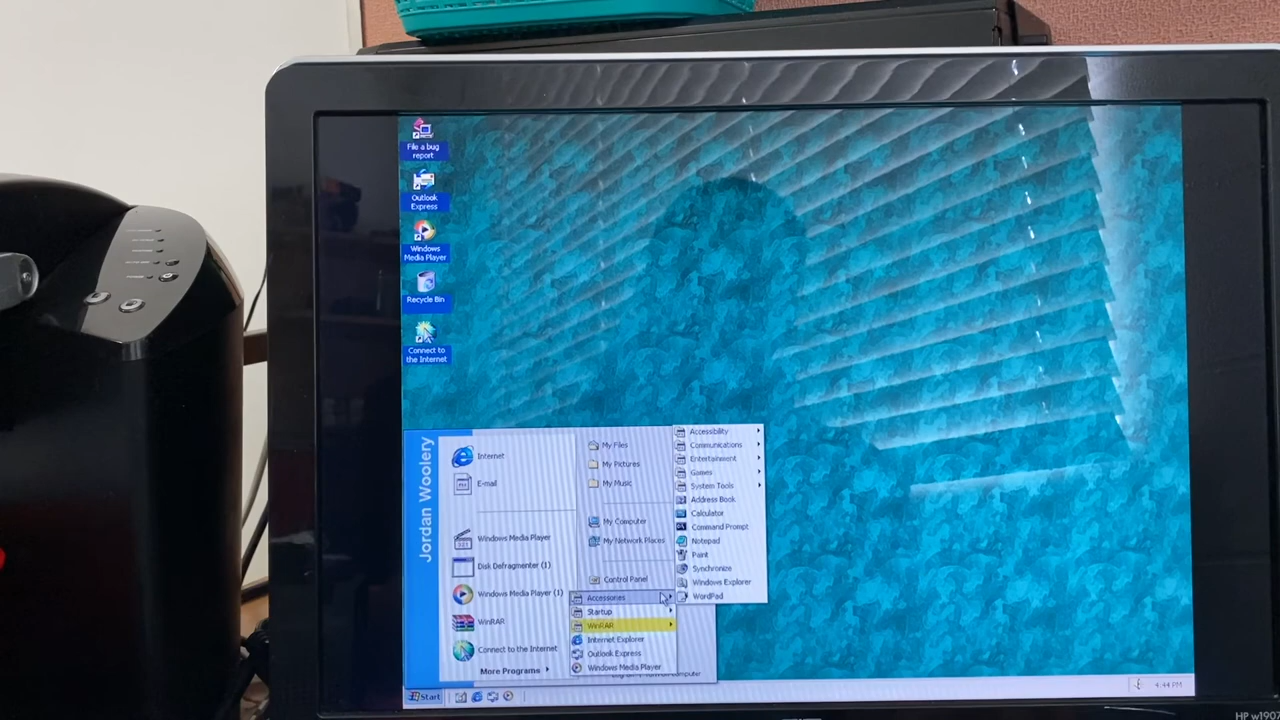 File a bug
report
Outlook
Express
Windows
Media Player
Recycle Bin
Connect to
the Internet
Jordan Woolery
Internet
E-mail
Windows Media Player
Disk Defragmenter (1)
Windows Media Player (1)
WinRAR
Connect to the Internet
More Programs
My Files
My Pictures
My Music
My Computer
My Network Places
Control Panel
Accessories
Startup
WinRAR
Internet Explorer
Outlook Express
Windows Media Player
Accessibility
Communications
Entertainment
Games
System Tools
Address Book
Calculator
Command Prompt
Notepad
Paint
Synchronize
Windows Explorer
WordPad
Start
4:44 PM
HP w1907